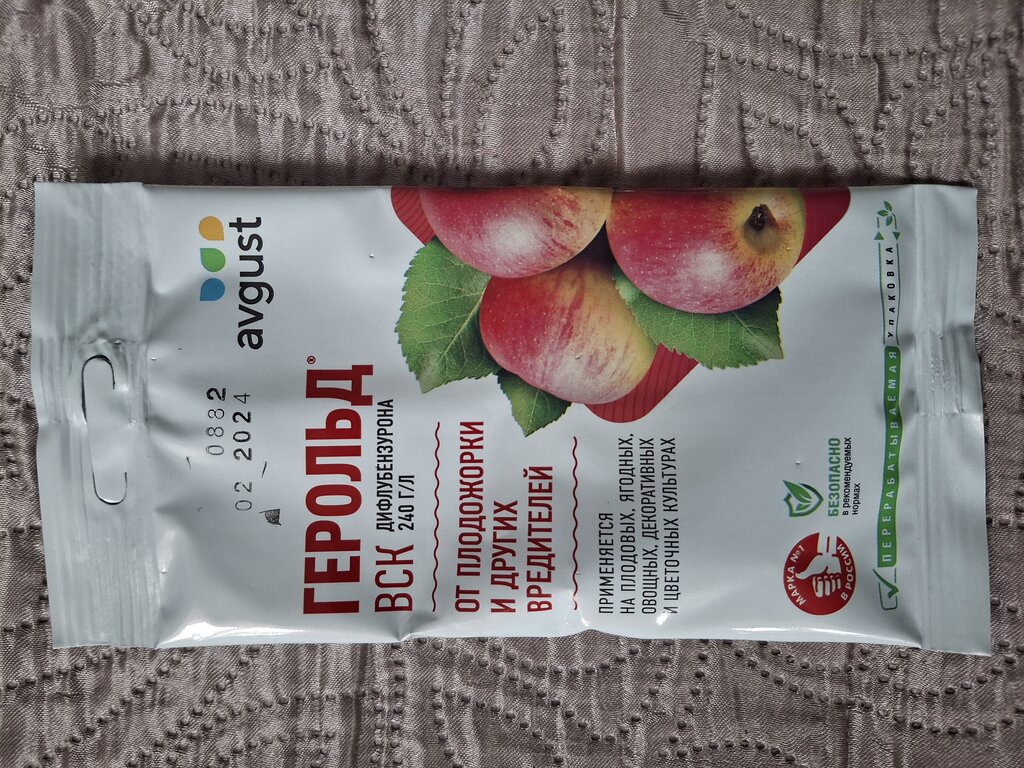 0882
02 2024
avgust
ГЕРОЛЬД®
ВСК ДИФЛУБЕНЗУРОНА
240 Г/Л
ОТ ПЛОДОЖОРКИ
И ДРУГИХ
ВРЕДИТЕЛЕЙ
ПРИМЕНЯЕТСЯ
НА ПЛОДОВЫХ, ЯГОДНЫХ,
ОВОЩНЫХ, ДЕКОРАТИВНЫХ
И ЦВЕТОЧНЫХ КУЛЬТУРАХ
МАРКА №1
В РОССИИ
БЕЗОПАСНО
в рекомендуемых
нормах
ПЕРЕРАБАТЫВАЕМАЯ УПАКОВКА